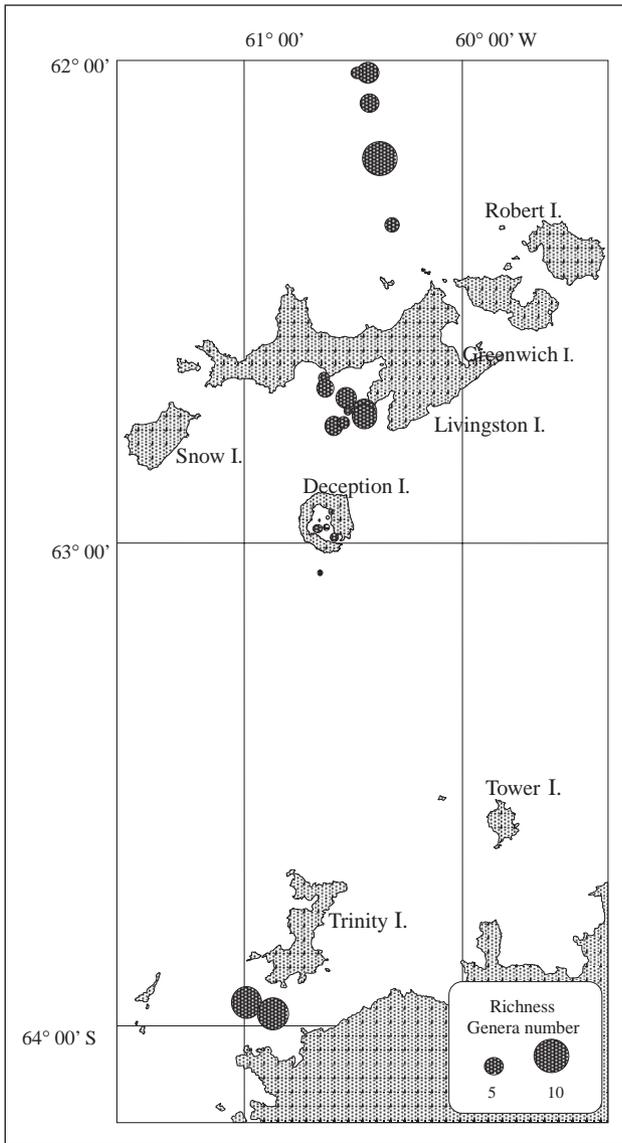 61° 00’ 60° 00’ W
62° 00’
Robert I.
Greenwich I.
Livingston I.
Snow I.
Deception I.
63° 00’
Tower I.
Trinity I.
64° 00’ S
Richness
Genera number
5 10